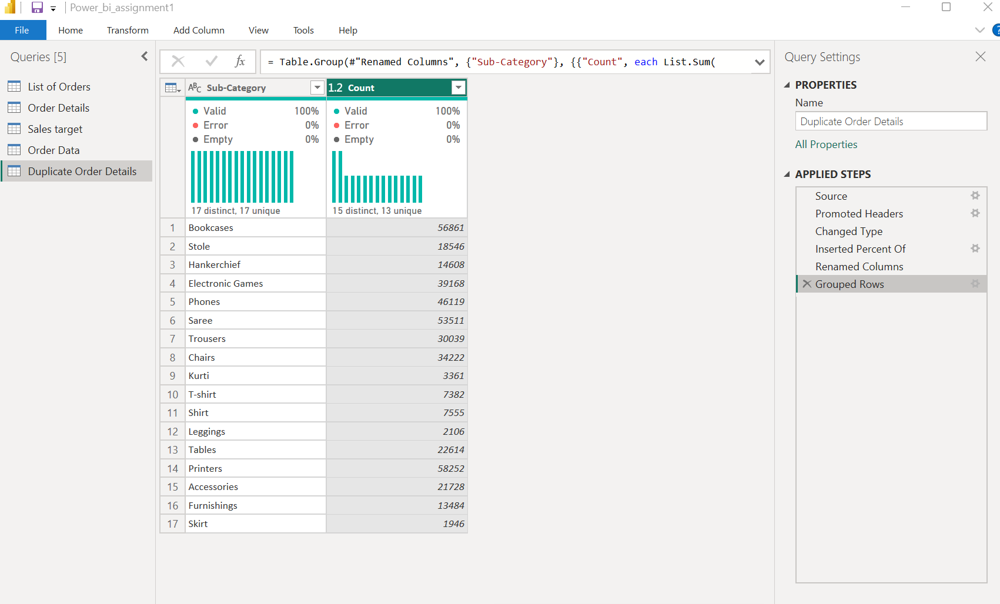 Power_bi_assignment1
File Home Transform Add Column View Tools Help
?
Queries [5]
List of Orders
Order Details
Sales target
Order Data
Duplicate Order Details
fx = Table.Group(#"Renamed Columns", {"Sub-Category"}, {{"Count", each List.Sum(
ABC Sub-Category 1.2 Count
Valid 100% Valid 100%
Error 0% Error 0%
Empty 0% Empty 0%
17 distinct, 17 unique 15 distinct, 13 unique
1 Bookcases 56861
2 Stole 18546
3 Hankerchief 14608
4 Electronic Games 39168
5 Phones 46119
6 Saree 53511
7 Trousers 30039
8 Chairs 34222
9 Kurti 3361
10 T-shirt 7382
11 Shirt 7555
12 Leggings 2106
13 Tables 22614
14 Printers 58252
15 Accessories 21728
16 Furnishings 13484
17 Skirt 1946
Query Settings
PROPERTIES
Name
Duplicate Order Details
All Properties
APPLIED STEPS
Source
Promoted Headers
Changed Type
Inserted Percent Of
Renamed Columns
Grouped Rows